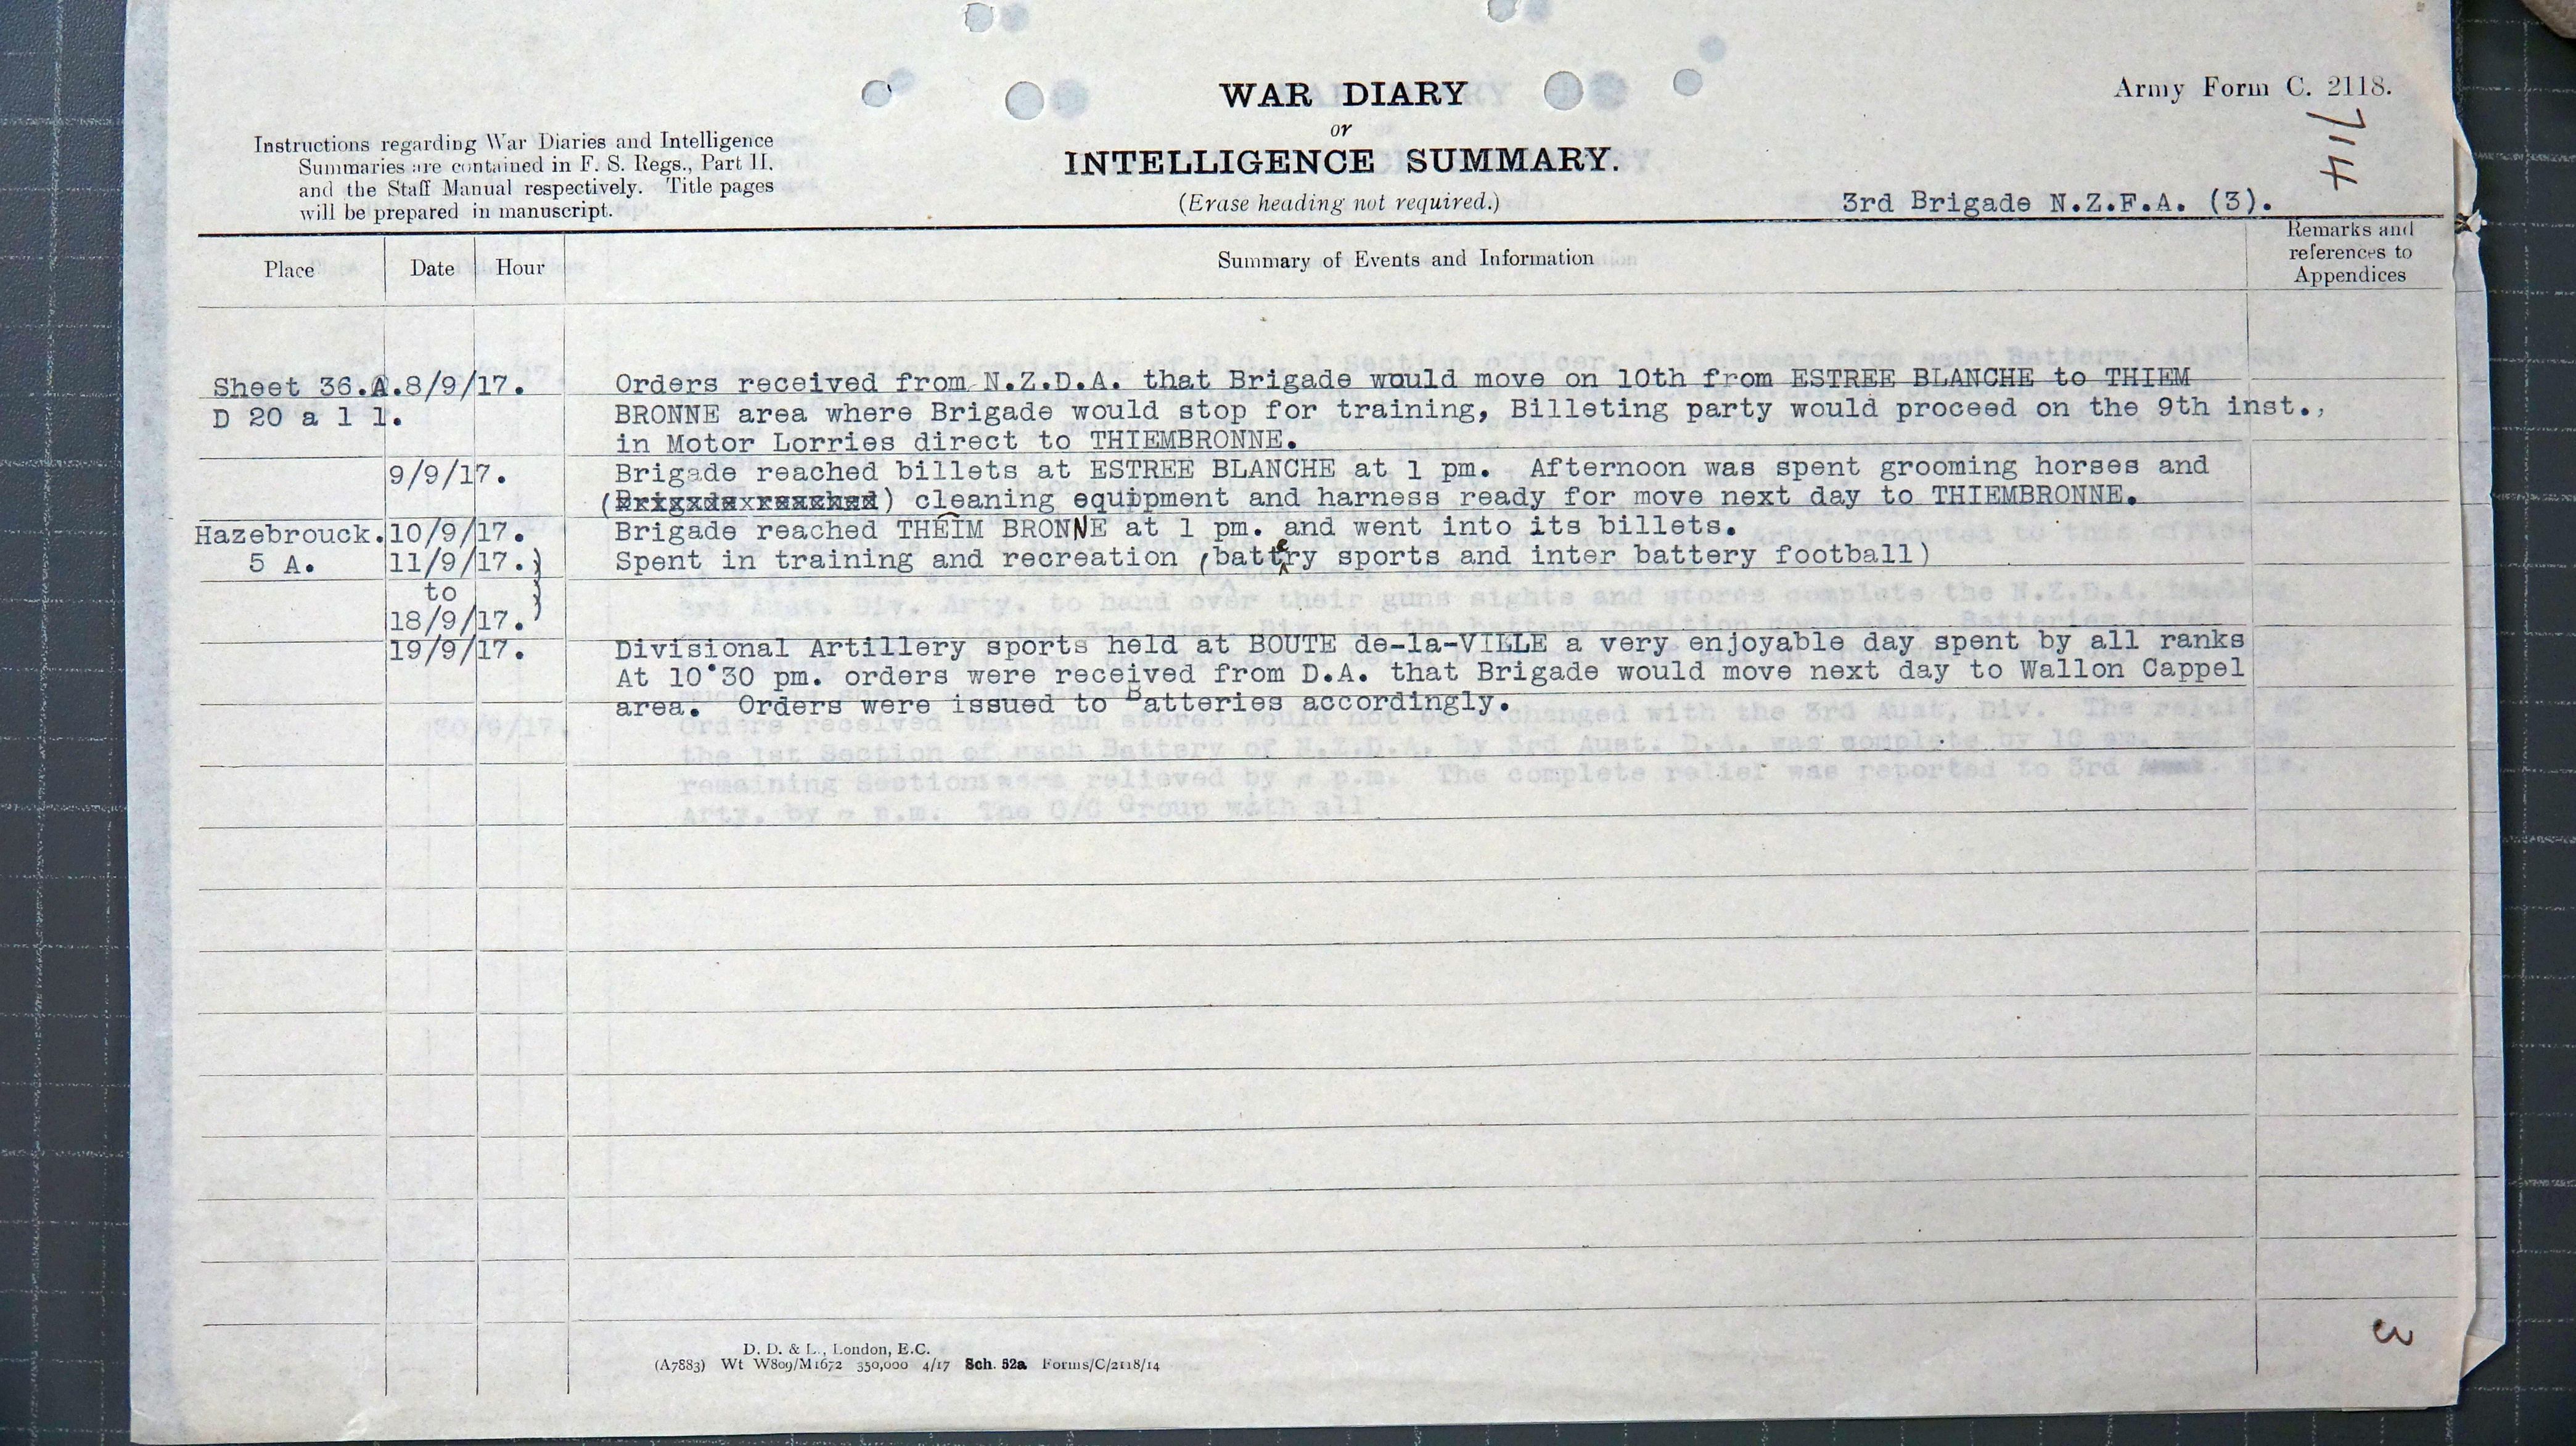 WAR DIARY
or
INTELLIGENCE SUMMARY.
(Erase heading not required.)
Army Form C. 2118.
714
Instructions regarding War Diaries and Intelligence
Summaries are contained in F. S. Regs., Part II.
and the Staff Manual respectively. Title pages
will be prepared in manuscript.
3rd Brigade N.Z.F.A. (3).
Place Date Hour Summary of Events and Information Remarks and
references to
Appendices
Sheet 36.A. 8/9/17. Orders received from N.Z.D.A. that Brigade would move on 10th from ESTREE BLANCHE to THIEM
D 20 a 1 1. BRONNE area where Brigade would stop for training, Billeting party would proceed on the 9th inst.,
in Motor Lorries direct to THIEMBRONNE.
9/9/17. Brigade reached billets at ESTREE BLANCHE at 1 pm. Afternoon was spent grooming horses and
(Brigade reached) cleaning equipment and harness ready for move next day to THIEMBRONNE.
Hazebrouck. 10/9/17. Brigade reached THEIM BRONNE at 1 pm. and went into its billets.
5 A. 11/9/17.) Spent in training and recreation (battery sports and inter battery football)
to )
18/9/17.)
19/9/17. Divisional Artillery sports held at BOUTE de-la-VILLE a very enjoyable day spent by all ranks
At 10·30 pm. orders were received from D.A. that Brigade would move next day to Wallon Cappel
area. Orders were issued to Batteries accordingly.
D. D. & L., London, E.C.
(A7883) Wt W809/M1672 350,000 4/17 Sch. 52a Forms/C/2118/14
3